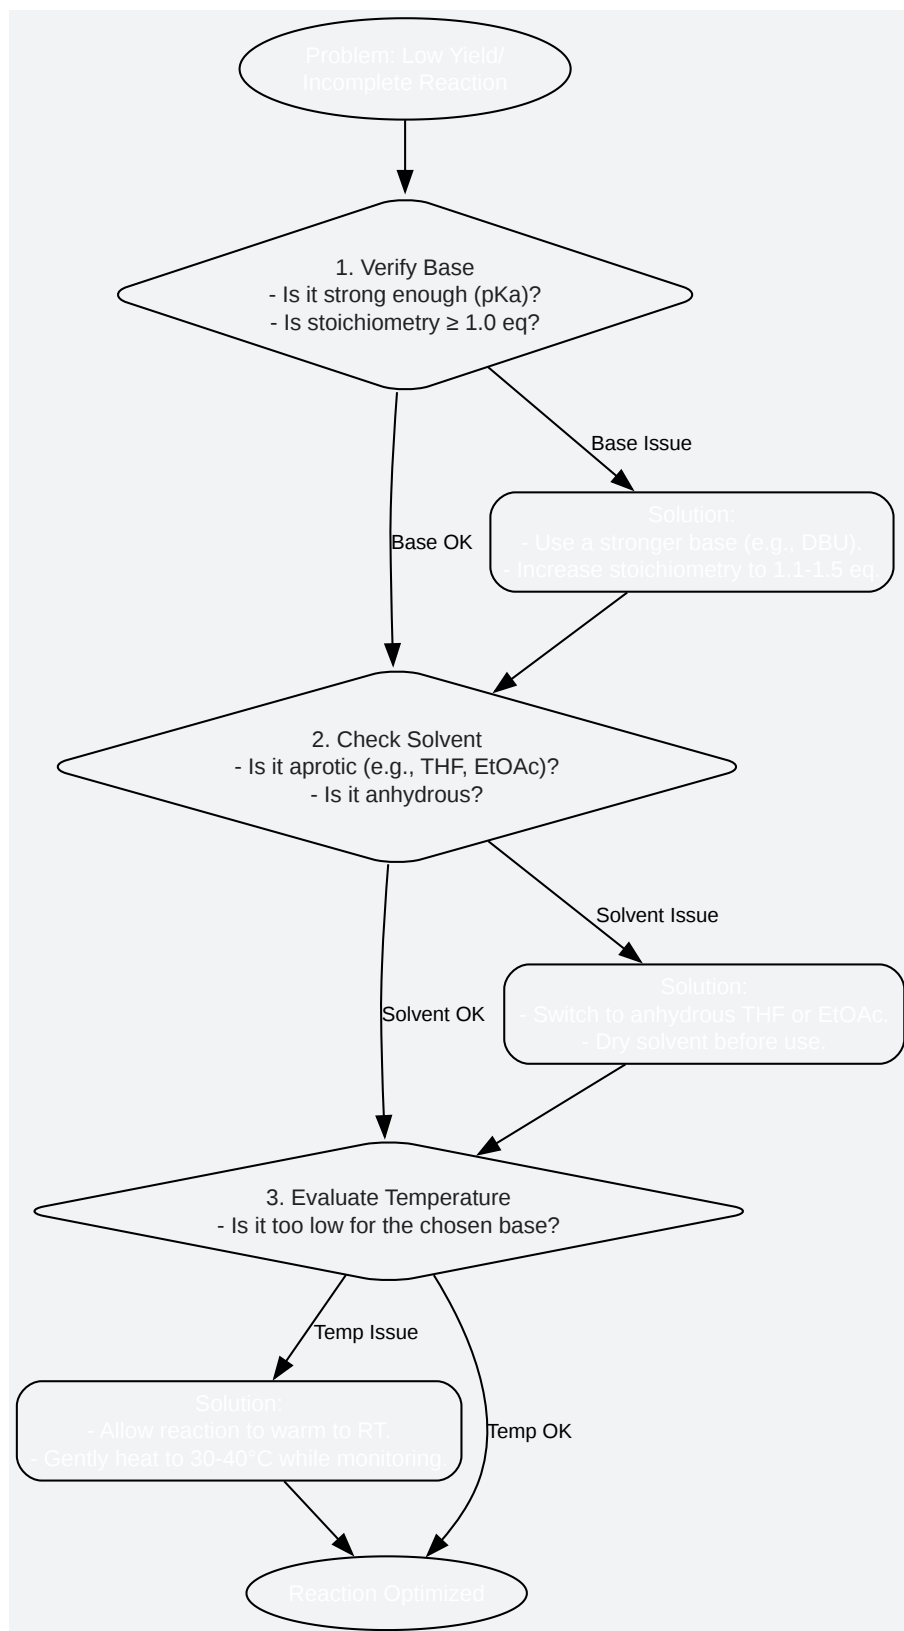 Problem: Low Yield/
Incomplete Reaction
1. Verify Base
- Is it strong enough (pKa)?
- Is stoichiometry ≥ 1.0 eq?
Base Issue
Base OK
Solution:
- Use a stronger base (e.g., DBU).
- Increase stoichiometry to 1.1-1.5 eq.
2. Check Solvent
- Is it aprotic (e.g., THF, EtOAc)?
- Is it anhydrous?
Solvent Issue
Solvent OK
Solution:
- Switch to anhydrous THF or EtOAc.
- Dry solvent before use.
3. Evaluate Temperature
- Is it too low for the chosen base?
Temp Issue
Solution:
- Allow reaction to warm to RT.
- Gently heat to 30-40°C while monitoring.
Temp OK
Reaction Optimized